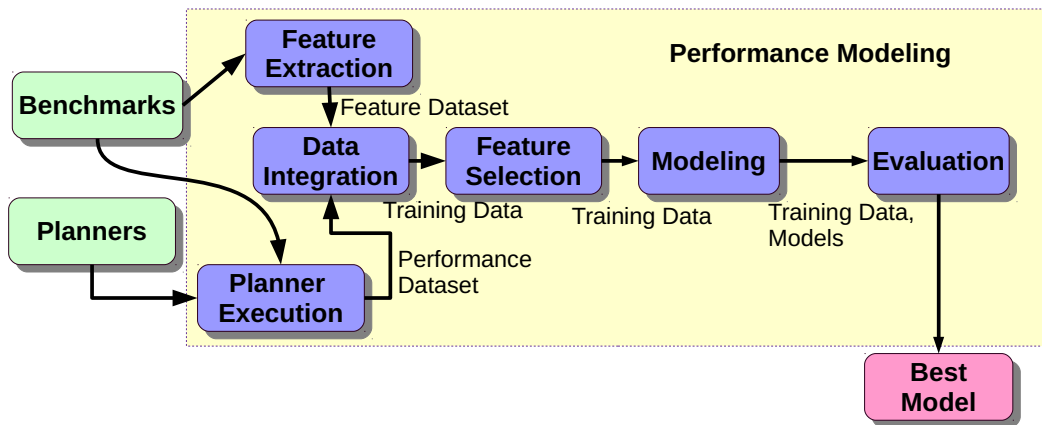 Feature
Extraction
Performance Modeling
Benchmarks
Feature Dataset
Data
Integration
Feature
Selection
Modeling
Evaluation
Training Data
Training Data
Training Data,
Models
Planners
Performance
Dataset
Planner
Execution
Best
Model